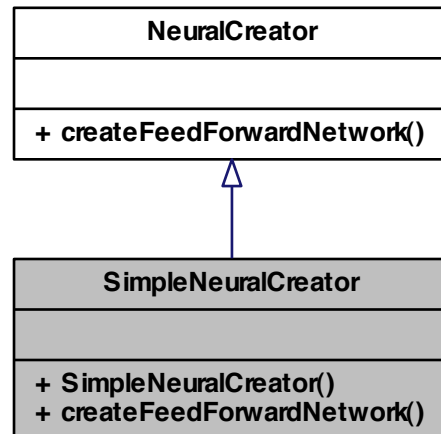 NeuralCreator
+ createFeedForwardNetwork()
SimpleNeuralCreator
+ SimpleNeuralCreator()
+ createFeedForwardNetwork()